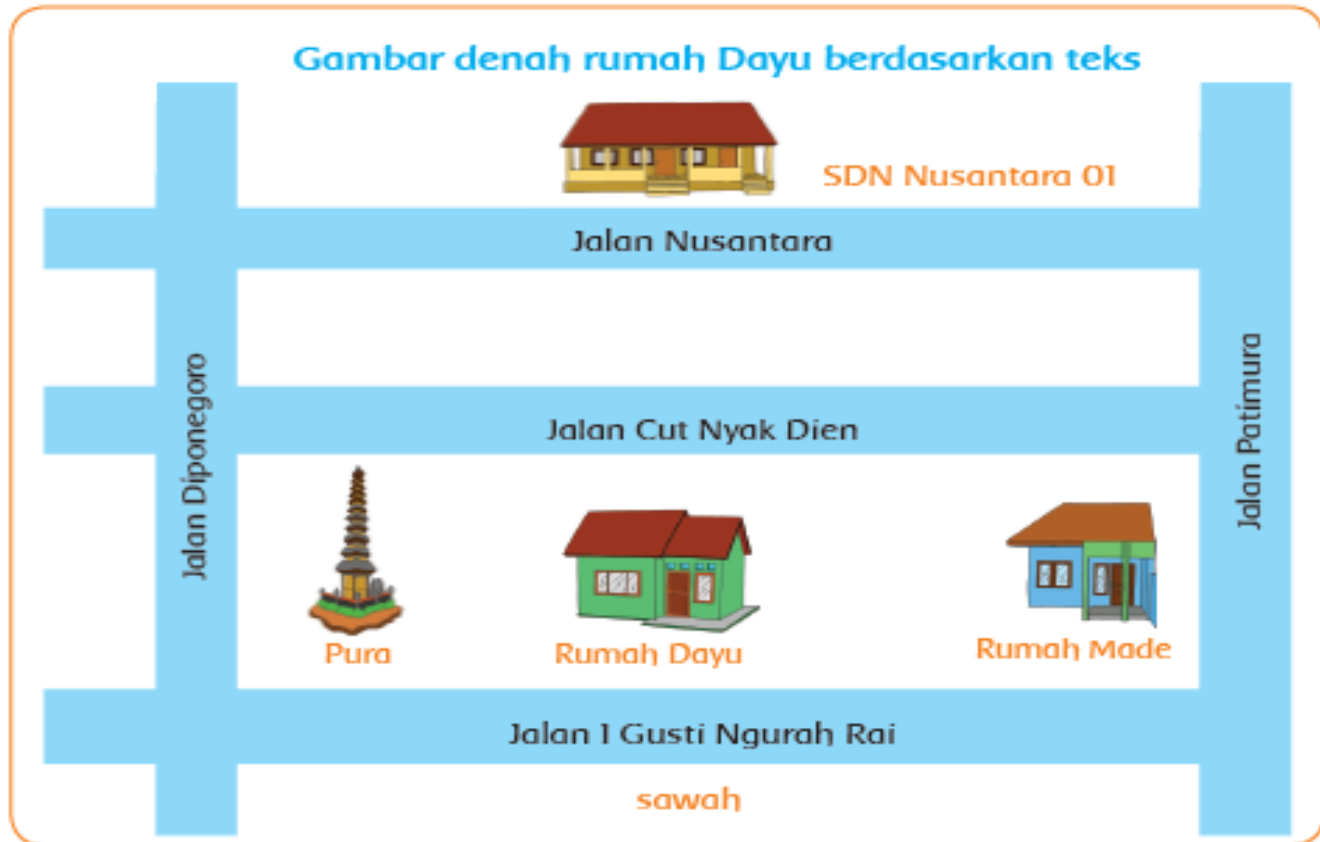 Gambar denah rumah Dayu berdasarkan teks
SDN Nusantara 01
Jalan Nusantara
Jalan Diponegoro
Jalan Cut Nyak Dien
Jalan Patimura
Pura
Rumah Dayu
Rumah Made
Jalan I Gusti Ngurah Rai
sawah